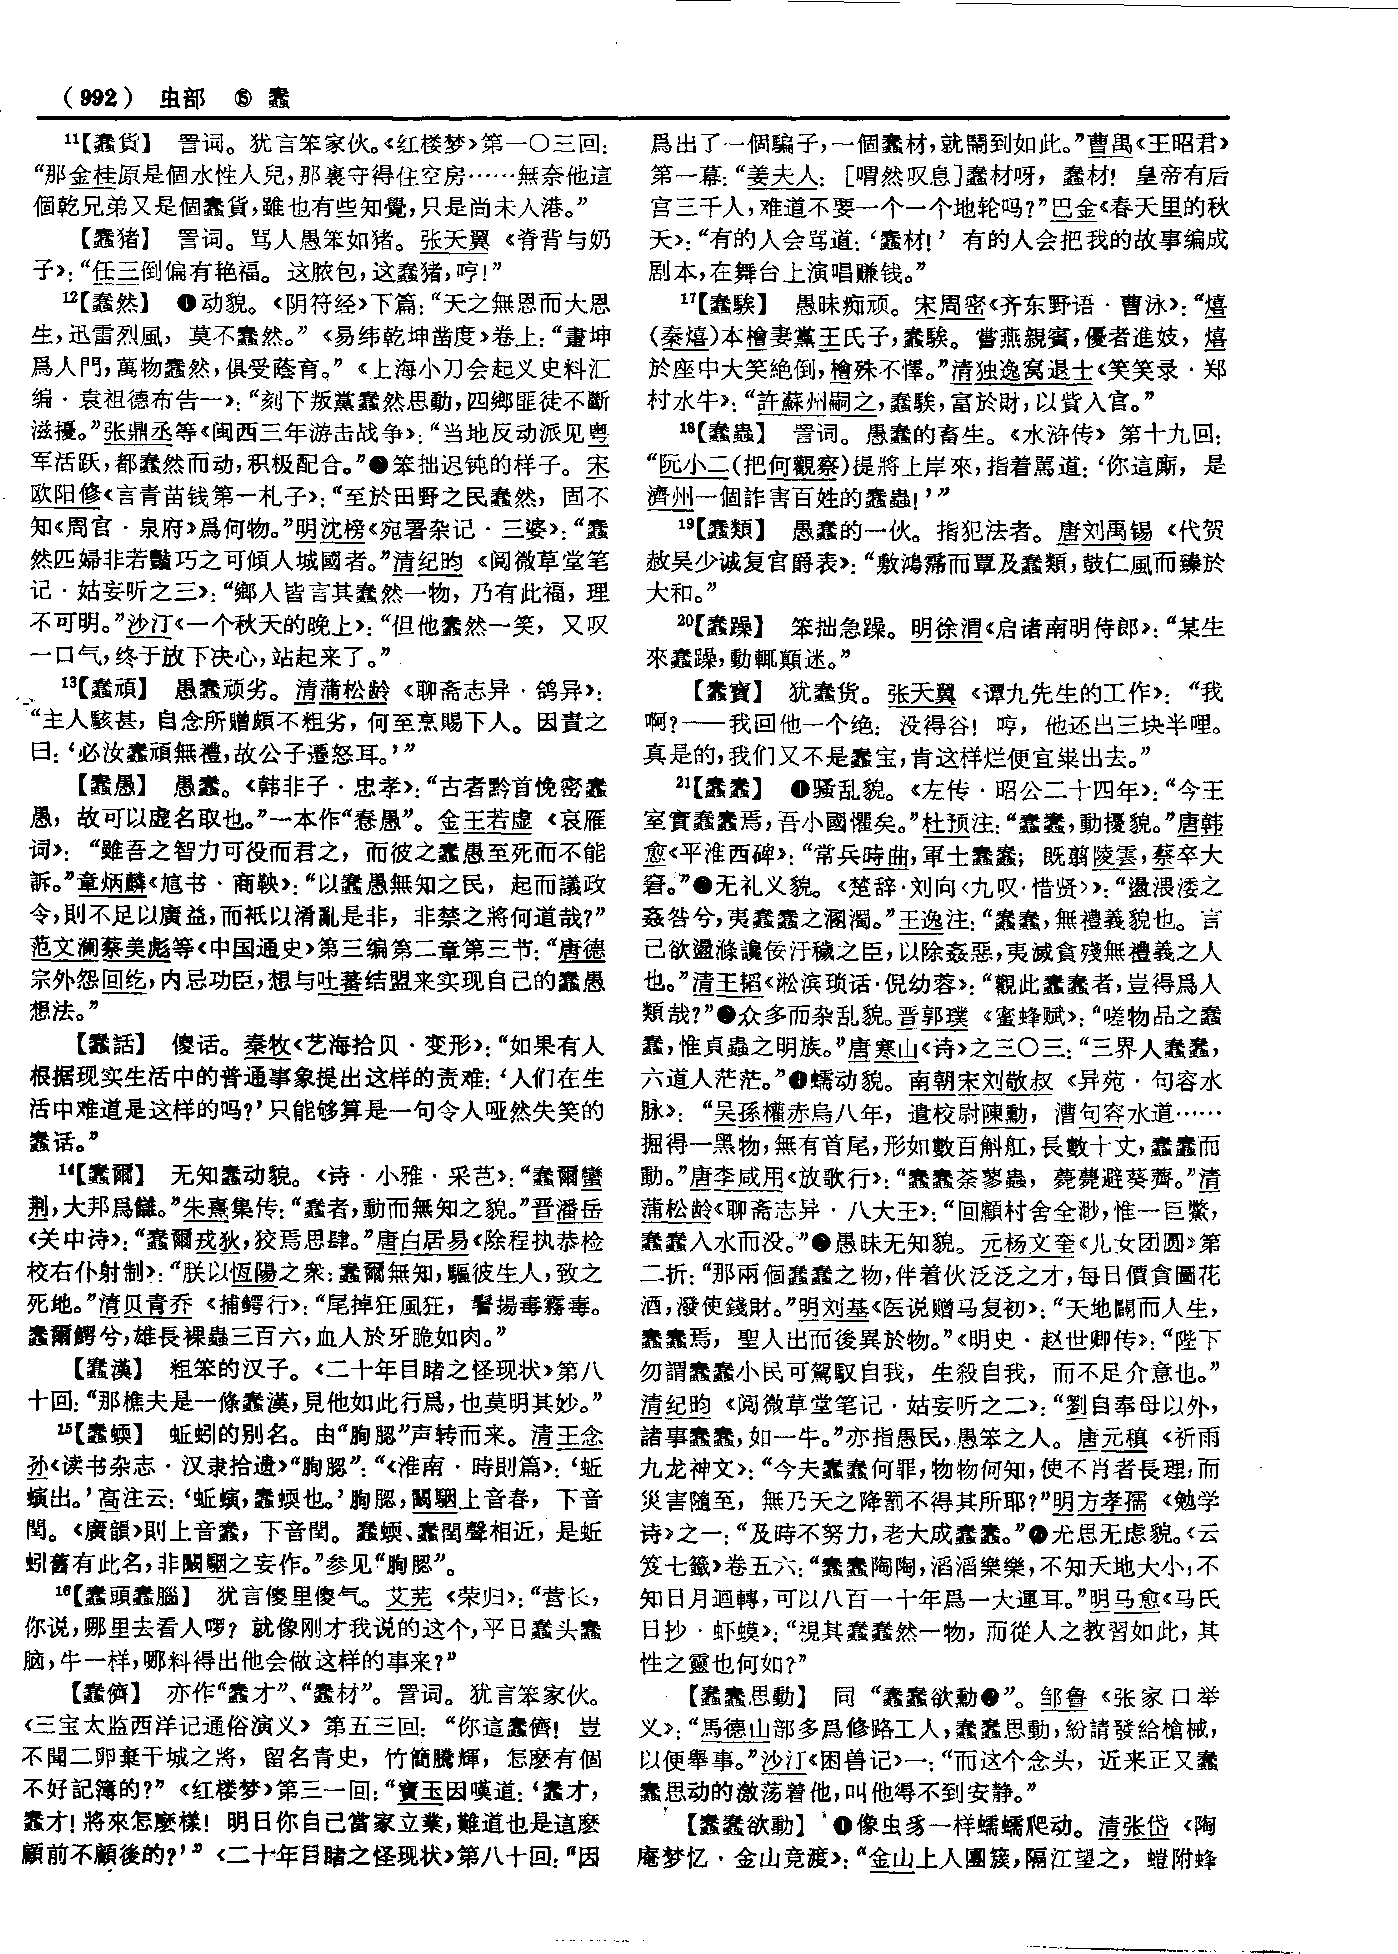 （992） 虫部 ⑮ 蠢
11【蠢貨】 詈词。犹言笨家伙。《红楼梦》第一〇三回：
“那金桂原是個水性人兒，那裏守得住空房……無奈他這
個乾兄弟又是個蠢貨，雖也有些知覺，只是尚未入港。”
【蠢猪】 詈词。骂人愚笨如猪。张天翼《脊背与奶
子》：“任三倒偏有艳福。这脓包，这蠢猪，哼！”
12【蠢然】 ❶动貌。《阴符经》下篇：“天之無恩而大恩
生，迅雷烈風，莫不蠢然。”《易纬乾坤凿度》卷上：“畫坤
爲人門，萬物蠢然，俱受蔭育。”《上海小刀会起义史料汇
编·袁祖德布告一》：“刻下叛黨蠢然思動，四鄉匪徒不斷
滋擾。”张鼎丞等《闽西三年游击战争》：“当地反动派见粤
军活跃，都蠢然而动，积极配合。”❷笨拙迟钝的样子。宋
欧阳修《言青苗钱第一札子》：“至於田野之民蠢然，固不
知《周官·泉府》爲何物。”明沈榜《宛署杂记·三婆》：“蠢
然匹婦非若豔巧之可傾人城國者。”清纪昀《阅微草堂笔
记·姑妄听之三》：“鄉人皆言其蠢然一物，乃有此福，理
不可明。”沙汀《一个秋天的晚上》：“但他蠢然一笑，又叹
一口气，终于放下决心，站起来了。”
13【蠢頑】 愚蠢顽劣。清蒲松龄《聊斋志异·鸽异》：
“主人駭甚，自念所赠頗不粗劣，何至烹賜下人。因責之
曰：‘必汝蠢頑無禮，故公子遷怒耳。’”
【蠢愚】 愚蠢。《韩非子·忠孝》：“古者黔首悗密蠢
愚，故可以虚名取也。”一本作“惷愚”。金王若虚《哀雁
词》：“雖吾之智力可役而君之，而彼之蠢愚至死而不能
訴。”章炳麟《訄书·商鞅》：“以蠢愚無知之民，起而議政
令，則不足以廣益，而衹以淆亂是非，非禁之將何道哉？”
范文澜蔡美彪等《中国通史》第三编第二章第三节：“唐德
宗外怨回纥，内忌功臣，想与吐蕃结盟来实现自己的蠢愚
想法。”
【蠢話】 傻话。秦牧《艺海拾贝·变形》：“如果有人
根据现实生活中的普通事象提出这样的责难：‘人们在生
活中难道是这样的吗？’只能够算是一句令人哑然失笑的
蠢话。”
14【蠢爾】 无知蠢动貌。《诗·小雅·采芑》：“蠢爾蠻
荆，大邦爲讎。”朱熹集传：“蠢者，動而無知之貌。”晋潘岳
《关中诗》：“蠢爾戎狄，狡焉思肆。”唐白居易《除程执恭检
校右仆射制》：“朕以恆陽之衆：蠢爾無知，驅彼生人，致之
死地。”清贝青乔《捕鳄行》：“尾掉狂風狂，鬐揚毒霧毒。
蠢爾鰐兮，雄長裸蟲三百六，血人於牙脆如肉。”
【蠢漢】 粗笨的汉子。《二十年目睹之怪现状》第八
十回：“那樵夫是一條蠢漢，見他如此行爲，也莫明其妙。”
15【蠢蝡】 蚯蚓的别名。由“胸腮”声转而来。清王念
孙《读书杂志·汉隶拾遗》“朐䏰”：“《淮南·時則篇》：‘蚯
螾出。’高注云：‘蚯螾，蠢蝡也。’朐䏰，闞駰上音春，下音
閏。《廣韻》則上音蠢，下音閏。蠢蝡、蠢閏聲相近，是蚯
蚓舊有此名，非闞駰之妄作。”参见“朐䏰”。
16【蠢頭蠢腦】 犹言傻里傻气。艾芜《荣归》：“营长，
你说，哪里去看人啰？就像刚才我说的这个，平日蠢头蠢
脑，牛一样，哪料得出他会做这样的事来？”
【蠢儕】 亦作“蠢才”、“蠢材”。詈词。犹言笨家伙。
《三宝太监西洋记通俗演义》第五三回：“你這蠢儕！豈
不聞二卵棄干城之將，留名青史，竹簡騰輝，怎麽有個
不好記簿的？”《红楼梦》第三一回：“寶玉因嘆道：‘蠢才，
蠢才！將來怎麽樣！明日你自己當家立業，難道也是這麽
顧前不顧後的？’”《二十年目睹之怪现状》第八十回：“因
爲出了一個騙子，一個蠢材，就鬧到如此。”曹禺《王昭君》
第一幕：“姜夫人：［喟然叹息］蠢材呀，蠢材！皇帝有后
宫三千人，难道不要一个一个地轮吗？”巴金《春天里的秋
天》：“有的人会骂道：‘蠢材！’有的人会把我的故事编成
剧本，在舞台上演唱赚钱。”
17【蠢騃】 愚昧痴顽。宋周密《齐东野语·曹泳》：“熺
（秦熺）本檜妻黨王氏子，蠢騃。嘗燕親賓，優者進妓，熺
於座中大笑絶倒，檜殊不懌。”清独逸窝退士《笑笑录·郑
村水牛》：“許蘇州嗣之，蠢騃，富於財，以貲入官。”
18【蠢蟲】 詈词。愚蠢的畜生。《水浒传》第十九回：
“阮小二（把何觀察）提將上岸來，指着駡道：‘你這廝，是
濟州一個詐害百姓的蠢蟲！’”
19【蠢類】 愚蠢的一伙。指犯法者。唐刘禹锡《代贺
赦吴少诚复官爵表》：“敷鴻霈而覃及蠢類，鼓仁風而臻於
大和。”
20【蠢躁】 笨拙急躁。明徐渭《启诸南明侍郎》：“某生
來蠢躁，動輒顛迷。”
【蠢寶】 犹蠢货。张天翼《谭九先生的工作》：“我
啊？——我回他一个绝：没得谷！哼，他还出三块半哩。
真是的，我们又不是蠢宝，肯这样烂便宜粜出去。”
21【蠢蠢】 ❶骚乱貌。《左传·昭公二十四年》：“今王
室實蠢蠢焉，吾小國懼矣。”杜预注：“蠢蠢，動擾貌。”唐韩
愈《平淮西碑》：“常兵時曲，軍士蠢蠢；既翦陵雲，蔡卒大
窘。”❷无礼义貌。《楚辞·刘向〈九叹·惜贤〉》：“盪渨涹之
姦咎兮，夷蠢蠢之溷濁。”王逸注：“蠢蠢，無禮義貌也。言
已欲盪滌讒佞汙穢之臣，以除姦惡，夷滅貪殘無禮義之人
也。”清王韬《淞滨琐话·倪幼蓉》：“觀此蠢蠢者，豈得爲人
類哉？”❸众多而杂乱貌。晋郭璞《蜜蜂赋》：“嗟物品之蠢
蠢，惟貞蟲之明族。”唐寒山《诗》之三〇三：“三界人蠢蠢，
六道人茫茫。”❹蠕动貌。南朝宋刘敬叔《异苑·句容水
脉》：“吴孫權赤烏八年，遣校尉陳勳，漕句容水道……
掘得一黑物，無有首尾，形如數百斛舡，長數十丈，蠢蠢而
動。”唐李咸用《放歌行》：“蠢蠢荼蓼蟲，薨薨避葵薺。”清
蒲松龄《聊斋志异·八大王》：“回顧村舍全渺，惟一巨鱉，
蠢蠢入水而没。”❺愚昧无知貌。元杨文奎《儿女团圆》第
二折：“那兩個蠢蠢之物，伴着伙泛泛之才，每日價貪圖花
酒，潑使錢財。”明刘基《医说赠马复初》：“天地闢而人生，
蠢蠢焉，聖人出而後異於物。”《明史·赵世卿传》：“陛下
勿謂蠢蠢小民可駕馭自我，生殺自我，而不足介意也。”
清纪昀《阅微草堂笔记·姑妄听之二》：“劉自奉母以外，
諸事蠢蠢，如一牛。”亦指愚民，愚笨之人。唐元稹《祈雨
九龙神文》：“今夫蠢蠢何罪，物物何知，使不肖者長理，而
災害随至，無乃天之降罰不得其所耶？”明方孝孺《勉学
诗》之一：“及時不努力，老大成蠢蠢。”❻无思无虑貌。《云
笈七籤》卷五六：“蠢蠢陶陶，滔滔樂樂，不知天地大小，不
知日月迴轉，可以八百一十年爲一大運耳。”明马愈《马氏
日抄·虾蟆》：“視其蠢蠢然一物，而從人之教習如此，其
性之靈也何如？”
【蠢蠢思動】 同“蠢蠢欲動❷”。邹鲁《张家口举
义》：“馬德山部多爲修路工人，蠢蠢思動，紛請發給槍械，
以便舉事。”沙汀《困兽记》一：“而这个念头，近来正又蠢
蠢思动的激荡着他，叫他得不到安静。”
【蠢蠢欲動】 ❶像虫豸一样蠕蠕爬动。清张岱《陶
庵梦忆·金山竞渡》：“金山上人團簇，隔江望之，螘附蜂